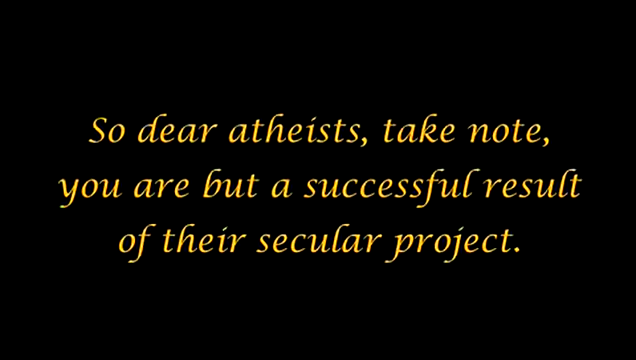 So dear atheists, take note,
you are but a successful result
of their secular project.